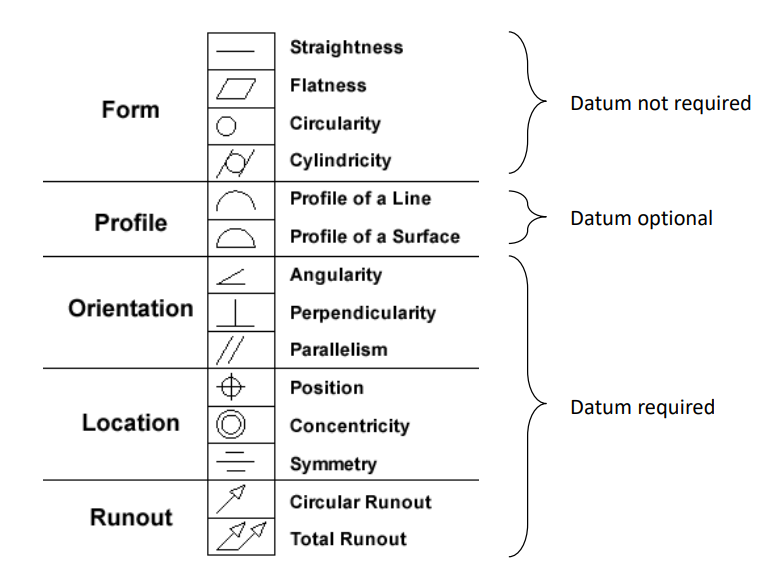 Form
Straightness
Flatness
Circularity
Cylindricity
Datum not required
Profile
Profile of a Line
Profile of a Surface
Datum optional
Orientation
Angularity
Perpendicularity
Parallelism
Location
Position
Concentricity
Symmetry
Runout
Circular Runout
Total Runout
Datum required